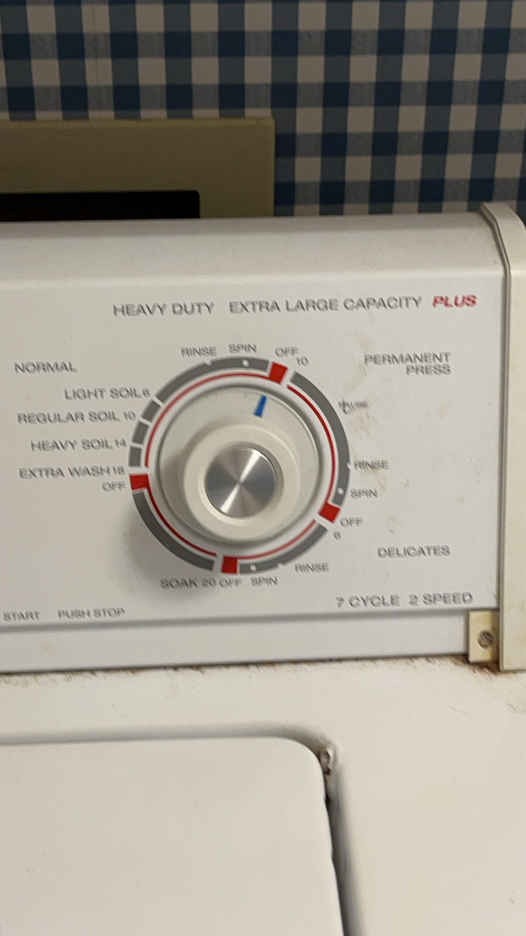 HEAVY DUTY EXTRA LARGE CAPACITY PLUS
RINSE SPIN OFF
10
NORMAL
PERMANENT
PRESS
LIGHT SOIL 6
REGULAR SOIL 10
HEAVY SOIL 14
EXTRA WASH 18
OFF
RINSE
SPIN
OFF
6
DELICATES
RINSE
SOAK 20 OFF SPIN
7 CYCLE 2 SPEED
START PUSH STOP